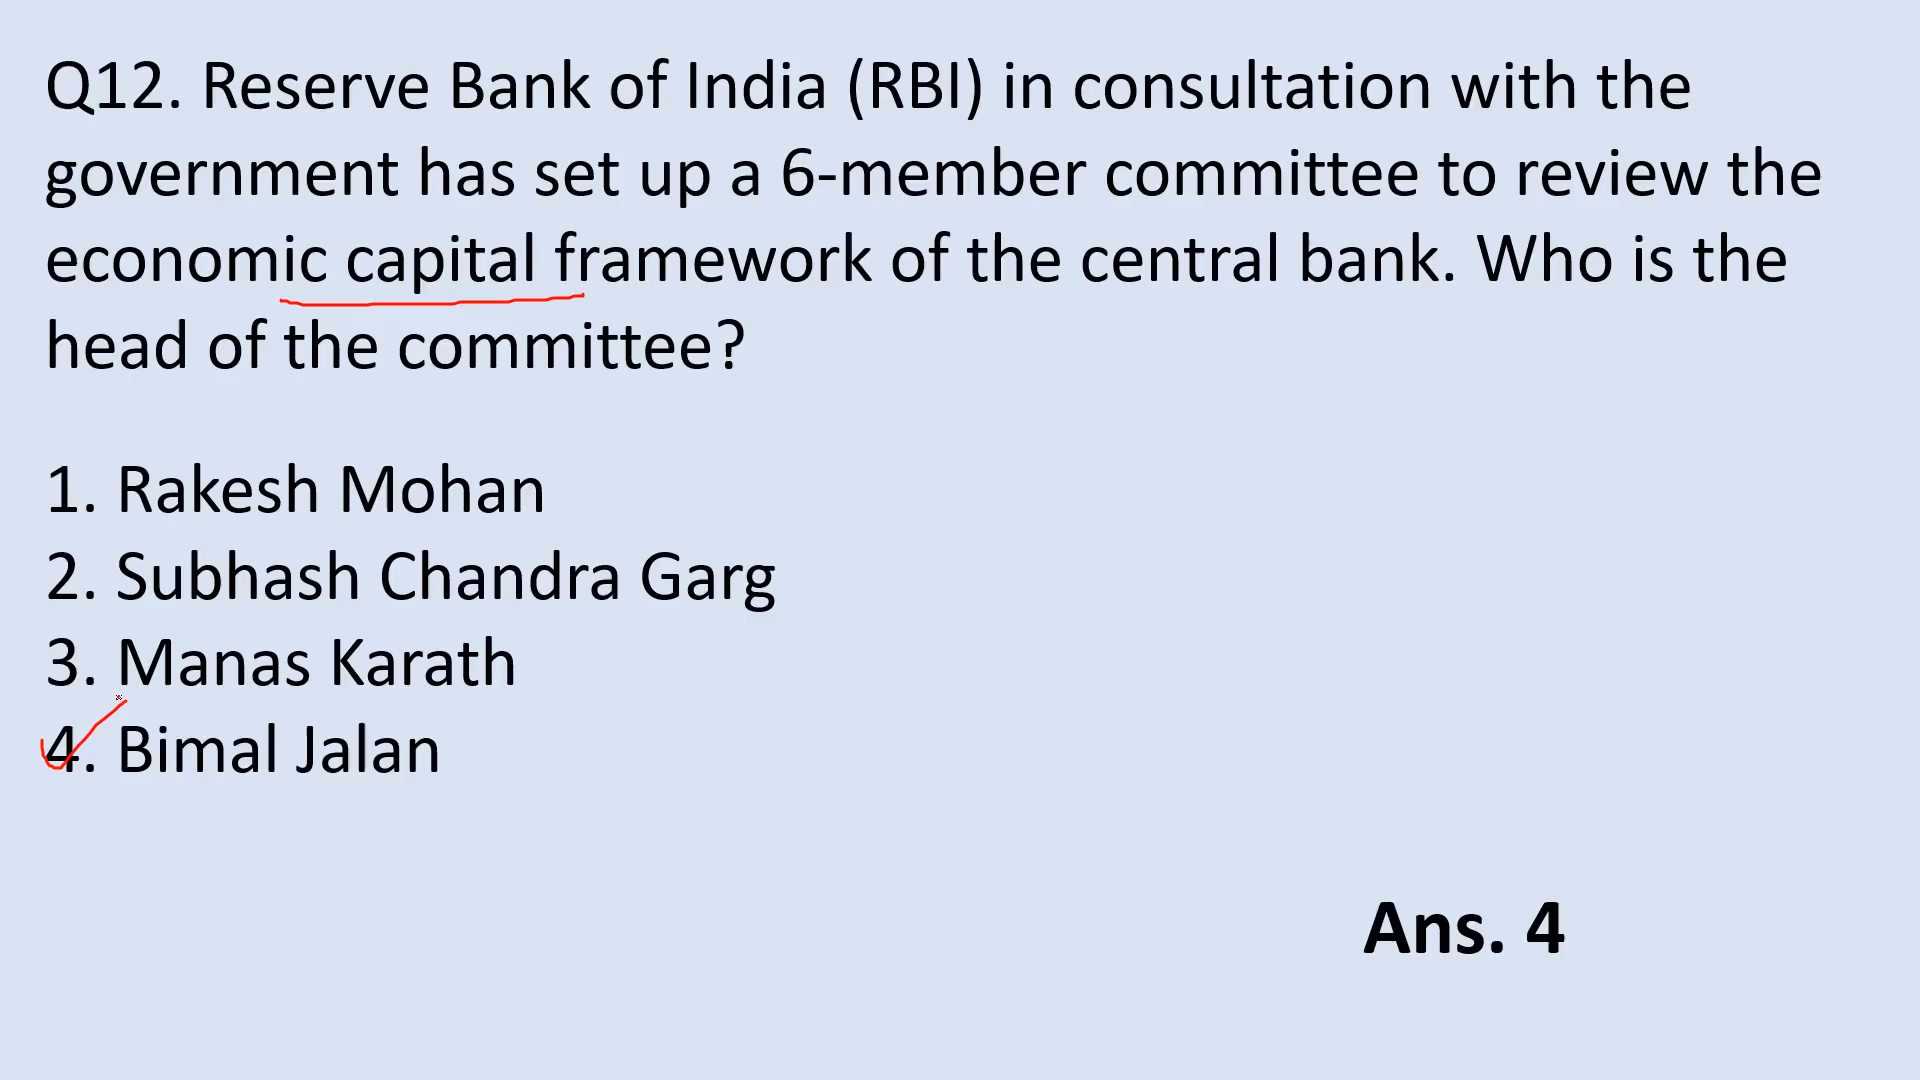 Q12. Reserve Bank of India (RBI) in consultation with the
government has set up a 6-member committee to review the
economic capital framework of the central bank. Who is the
head of the committee?
1. Rakesh Mohan
2. Subhash Chandra Garg
3. Manas Karath
4. Bimal Jalan
Ans. 4